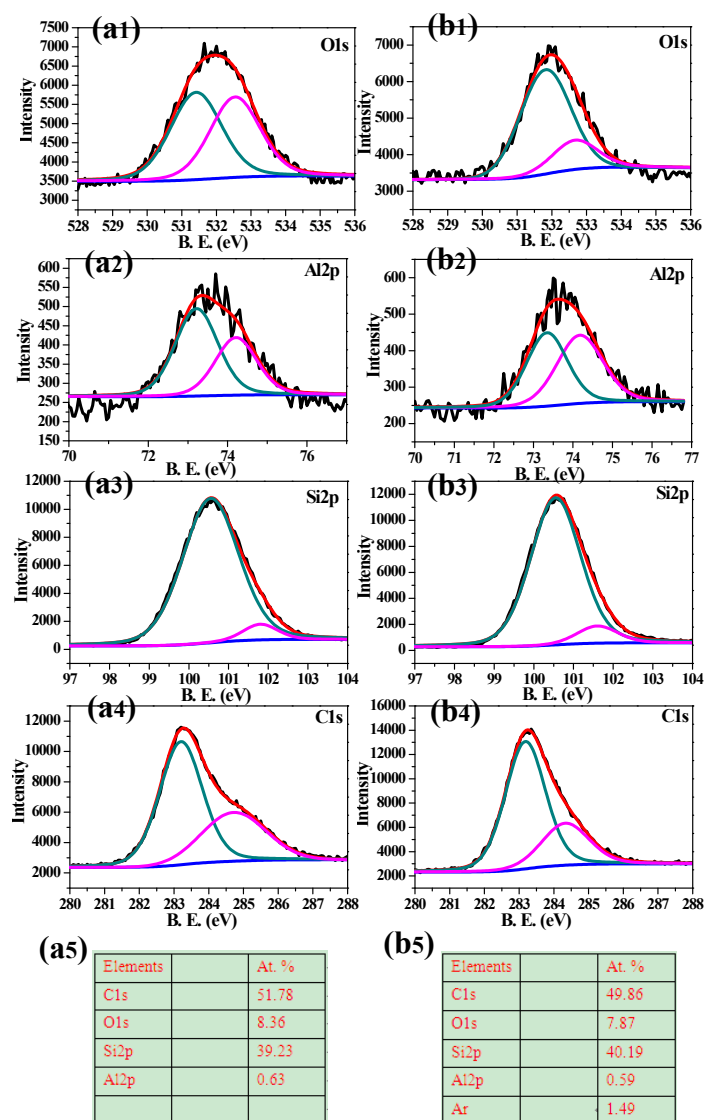 (a1)
O1s
7500
7000
6500
6000
5500
5000
4500
4000
3500
3000
Intensity
528 529 530 531 532 533 534 535 536
B. E. (eV)
(b1)
O1s
7000
6000
5000
4000
3000
Intensity
528 529 530 531 532 533 534 535 536
B. E. (eV)
(a2)
Al2p
600
550
500
450
400
350
300
250
200
150
Intensity
70 72 74 76
B. E. (eV)
(b2)
Al2p
600
500
400
300
200
Intensity
70 71 72 73 74 75 76 77
B. E. (eV)
(a3)
Si2p
12000
10000
8000
6000
4000
2000
0
Intensity
97 98 99 100 101 102 103 104
B. E. (eV)
(b3)
Si2p
12000
10000
8000
6000
4000
2000
0
Intensity
97 98 99 100 101 102 103 104
B. E. (eV)
(a4)
C1s
12000
10000
8000
6000
4000
2000
Intensity
280 281 282 283 284 285 286 287 288
B. E. (eV)
(b4)
C1s
16000
14000
12000
10000
8000
6000
4000
2000
Intensity
280 281 282 283 284 285 286 287 288
B. E. (eV)
(a5)
Elements At. %
C1s 51.78
O1s 8.36
Si2p 39.23
Al2p 0.63
(b5)
Elements At. %
C1s 49.86
O1s 7.87
Si2p 40.19
Al2p 0.59
Ar 1.49